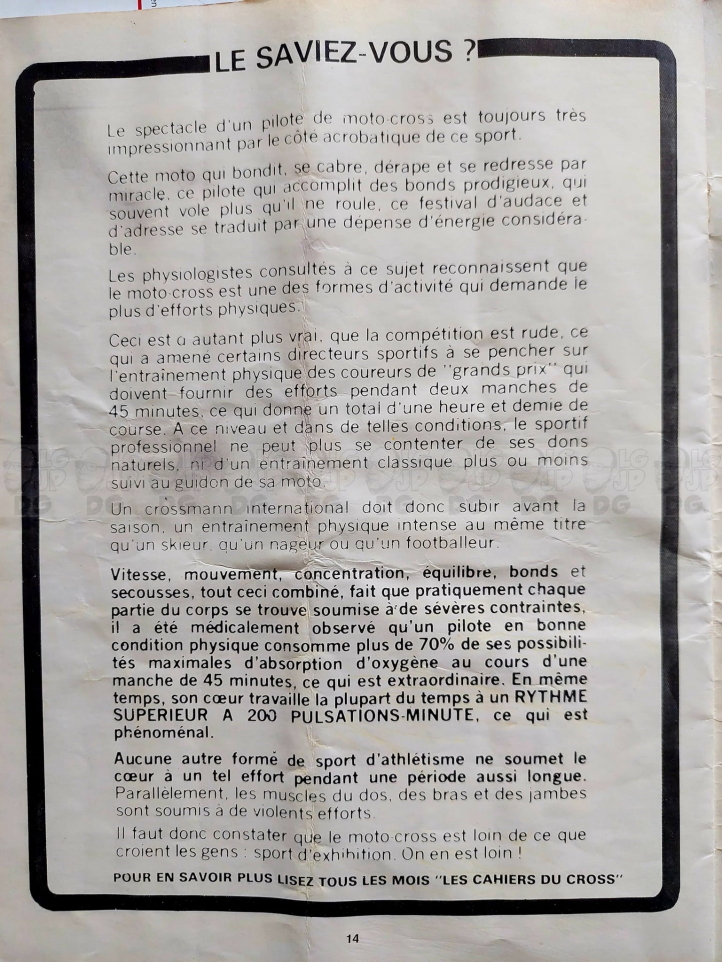 LE SAVIEZ-VOUS ?
Le spectacle d'un pilote de moto-cross est toujours très
impressionnant par le côté acrobatique de ce sport.
Cette moto qui bondit, se cabre, dérape et se redresse par
miracle, ce pilote qui accomplit des bonds prodigieux, qui
souvent vole plus qu'il ne roule, ce festival d'audace et
d'adresse se traduit par une dépense d'énergie considéra-
ble.
Les physiologistes consultés à ce sujet reconnaissent que
le moto-cross est une des formes d'activité qui demande le
plus d'efforts physiques.
Ceci est d autant plus vrai, que la compétition est rude, ce
qui a amené certains directeurs sportifs à se pencher sur
l'entraînement physique des coureurs de "grands prix" qui
doivent fournir des efforts pendant deux manches de
45 minutes, ce qui donne un total d'une heure et demie de
course. A ce niveau et dans de telles conditions, le sportif
professionnel ne peut plus se contenter de ses dons
naturels, ni d'un entraînement classique plus ou moins
suivi au guidon de sa moto.
Un crossmann international doit donc subir avant la
saison, un entraînement physique intense au même titre
qu'un skieur, qu'un nageur ou qu'un footballeur.
Vitesse, mouvement, concentration, équilibre, bonds et
secousses, tout ceci combiné, fait que pratiquement chaque
partie du corps se trouve soumise à de sévères contraintes,
il a été médicalement observé qu'un pilote en bonne
condition physique consomme plus de 70% de ses possibili-
tés maximales d'absorption d'oxygène au cours d'une
manche de 45 minutes, ce qui est extraordinaire. En même
temps, son cœur travaille la plupart du temps à un RYTHME
SUPERIEUR A 200 PULSATIONS-MINUTE, ce qui est
phénoménal.
Aucune autre forme de sport d'athlétisme ne soumet le
cœur à un tel effort pendant une période aussi longue.
Parallèlement, les muscles du dos, des bras et des jambes
sont soumis à de violents efforts.
Il faut donc constater que le moto-cross est loin de ce que
croient les gens : sport d'exhibition. On en est loin !
POUR EN SAVOIR PLUS LISEZ TOUS LES MOIS "LES CAHIERS DU CROSS"
14